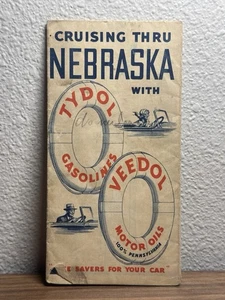 CRUISING THRU
NEBRASKA
WITH
TYDOL
GASOLINES
VEEDOL
MOTOR OILS
100% PENNSYLVANIA
E SAVERS FOR YOUR CAR